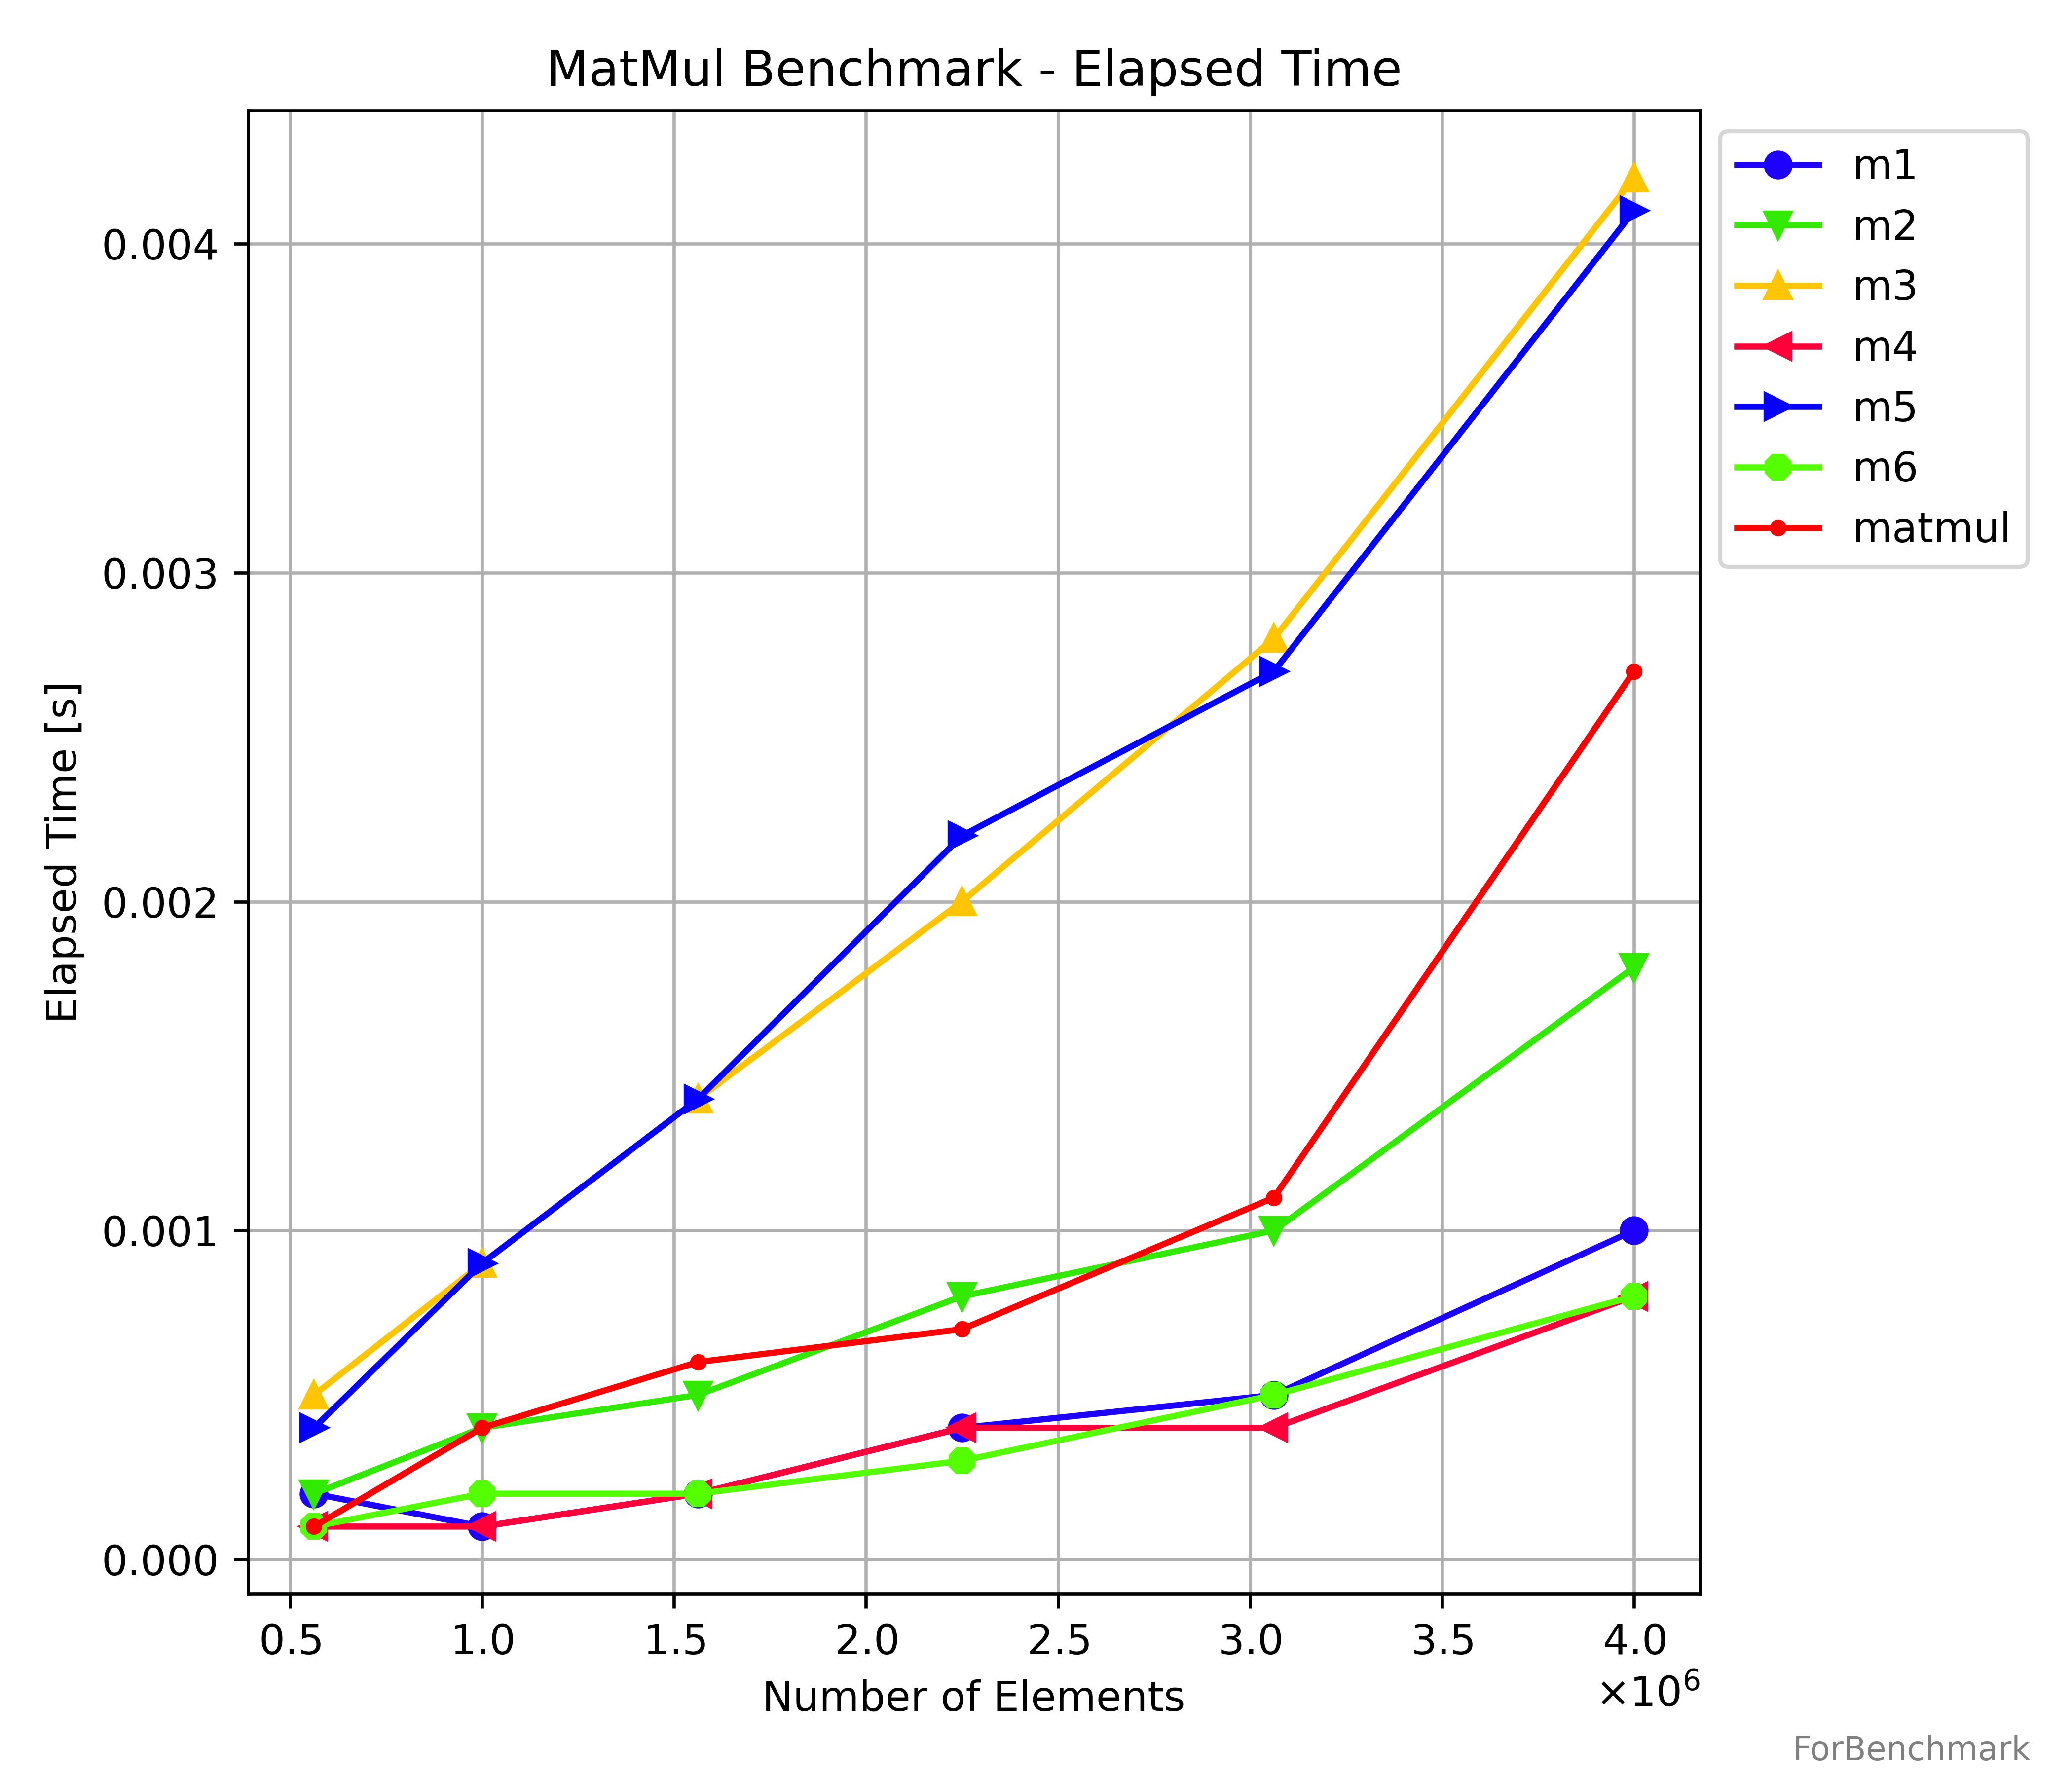 MatMul Benchmark - Elapsed Time
m1
m2
m3
m4
m5
m6
matmul
Elapsed Time [s]
0.004
0.003
0.002
0.001
0.000
0.5 1.0 1.5 2.0 2.5 3.0 3.5 4.0
Number of Elements
×10⁶
ForBenchmark